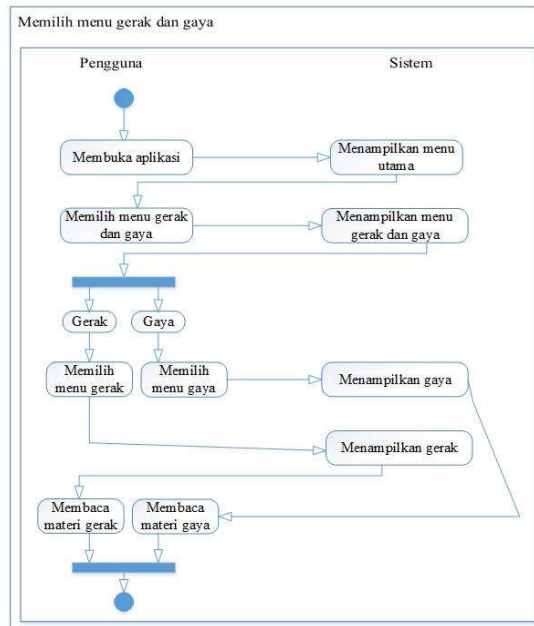 Memilih menu gerak dan gaya
Pengguna
Sistem
Membuka aplikasi
Menampilkan menu
utama
Memilih menu gerak
dan gaya
Menampilkan menu
gerak dan gaya
Gerak
Gaya
Memilih
menu gerak
Memilih
menu gaya
Menampilkan gaya
Menampilkan gerak
Membaca
materi gerak
Membaca
materi gaya